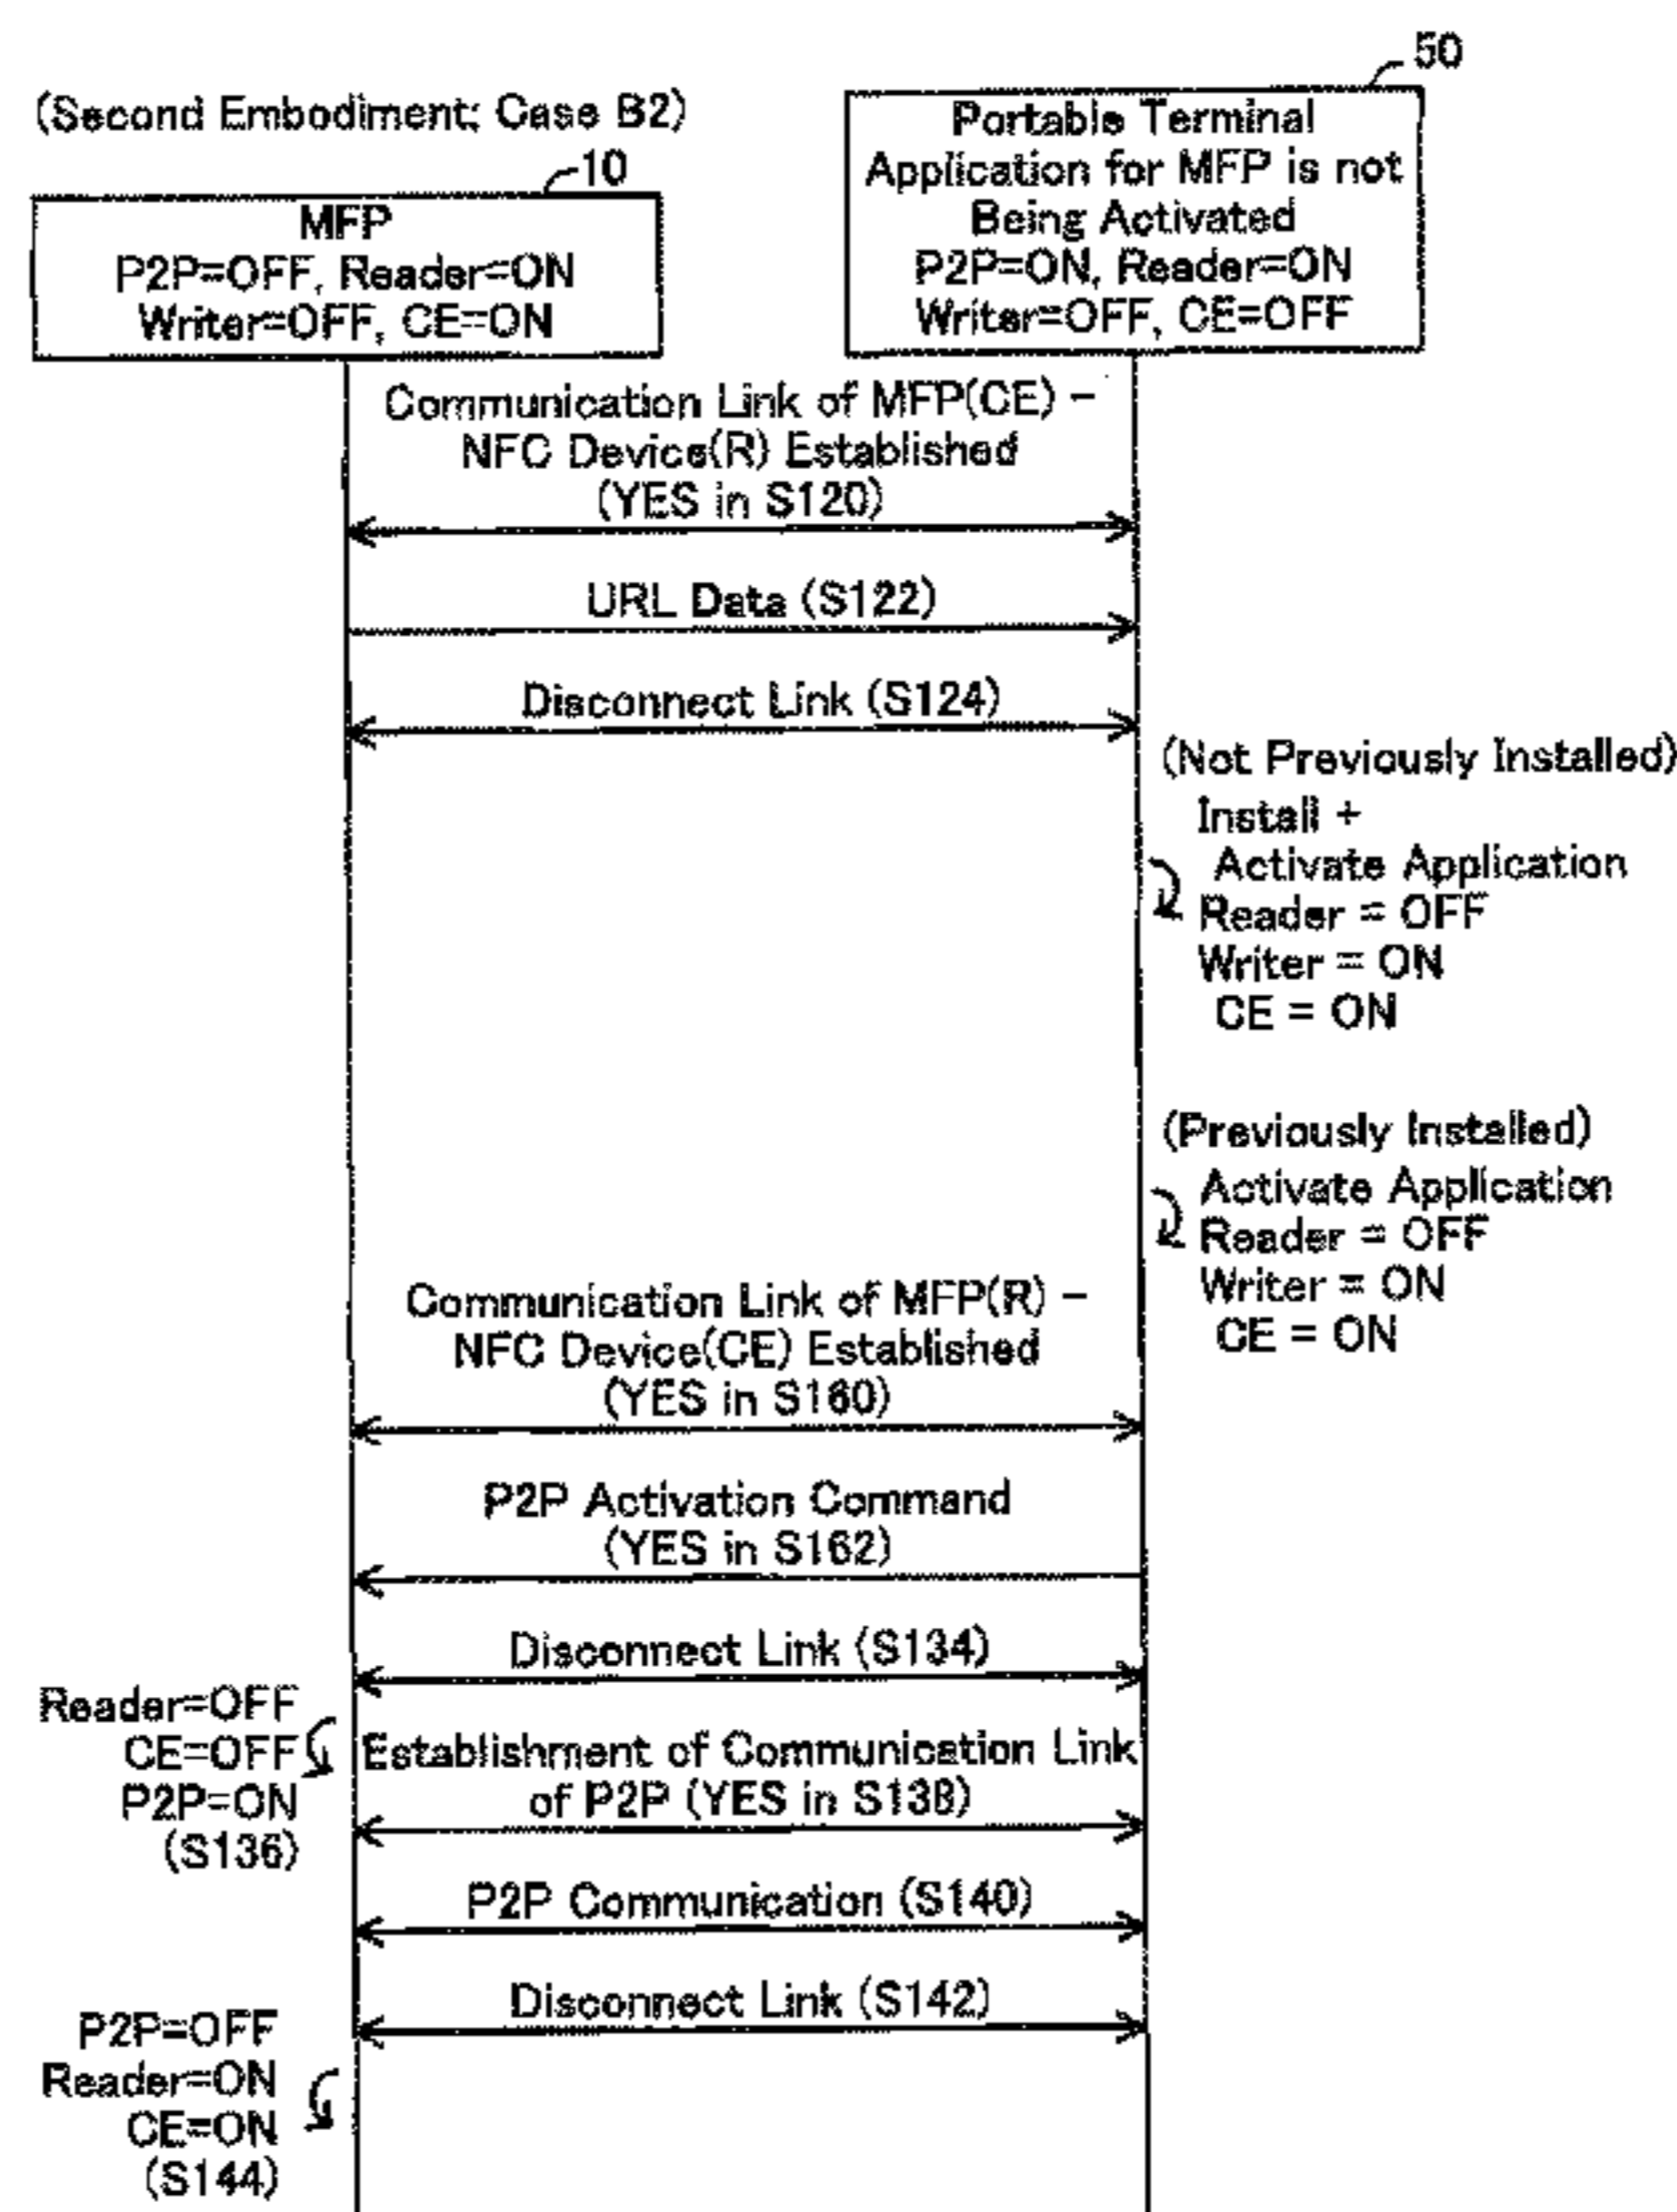 50
(Second Embodiment; Case B2)
10
MFP
P2P=OFF, Reader=ON
Writer=OFF, CE=ON
Portable Terminal
Application for MFP is not
Being Activated
P2P=ON, Reader=ON
Writer=OFF, CE=OFF
Communication Link of MFP(CE) -
NFC Device(R) Established
(YES in S120)
URL Data (S122)
Disconnect Link (S124)
(Not Previously Installed)
Install +
Activate Application
Reader = OFF
Writer = ON
CE = ON
(Previously Installed)
Activate Application
Reader = OFF
Writer = ON
CE = ON
Communication Link of MFP(R) -
NFC Device(CE) Established
(YES in S160)
P2P Activation Command
(YES in S162)
Disconnect Link (S134)
Reader=OFF
CE=OFF
P2P=ON
(S136)
Establishment of Communication Link
of P2P (YES in S138)
P2P Communication (S140)
Disconnect Link (S142)
P2P=OFF
Reader=ON
CE=ON
(S144)